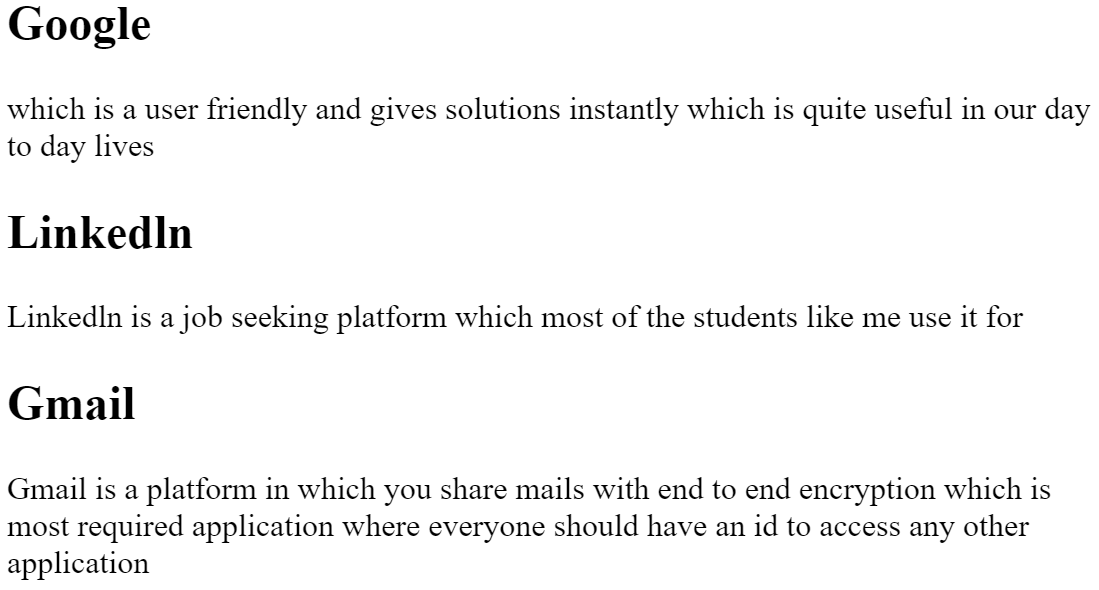 Google
which is a user friendly and gives solutions instantly which is quite useful in our day
to day lives
Linkedln
Linkedln is a job seeking platform which most of the students like me use it for
Gmail
Gmail is a platform in which you share mails with end to end encryption which is
most required application where everyone should have an id to access any other
application